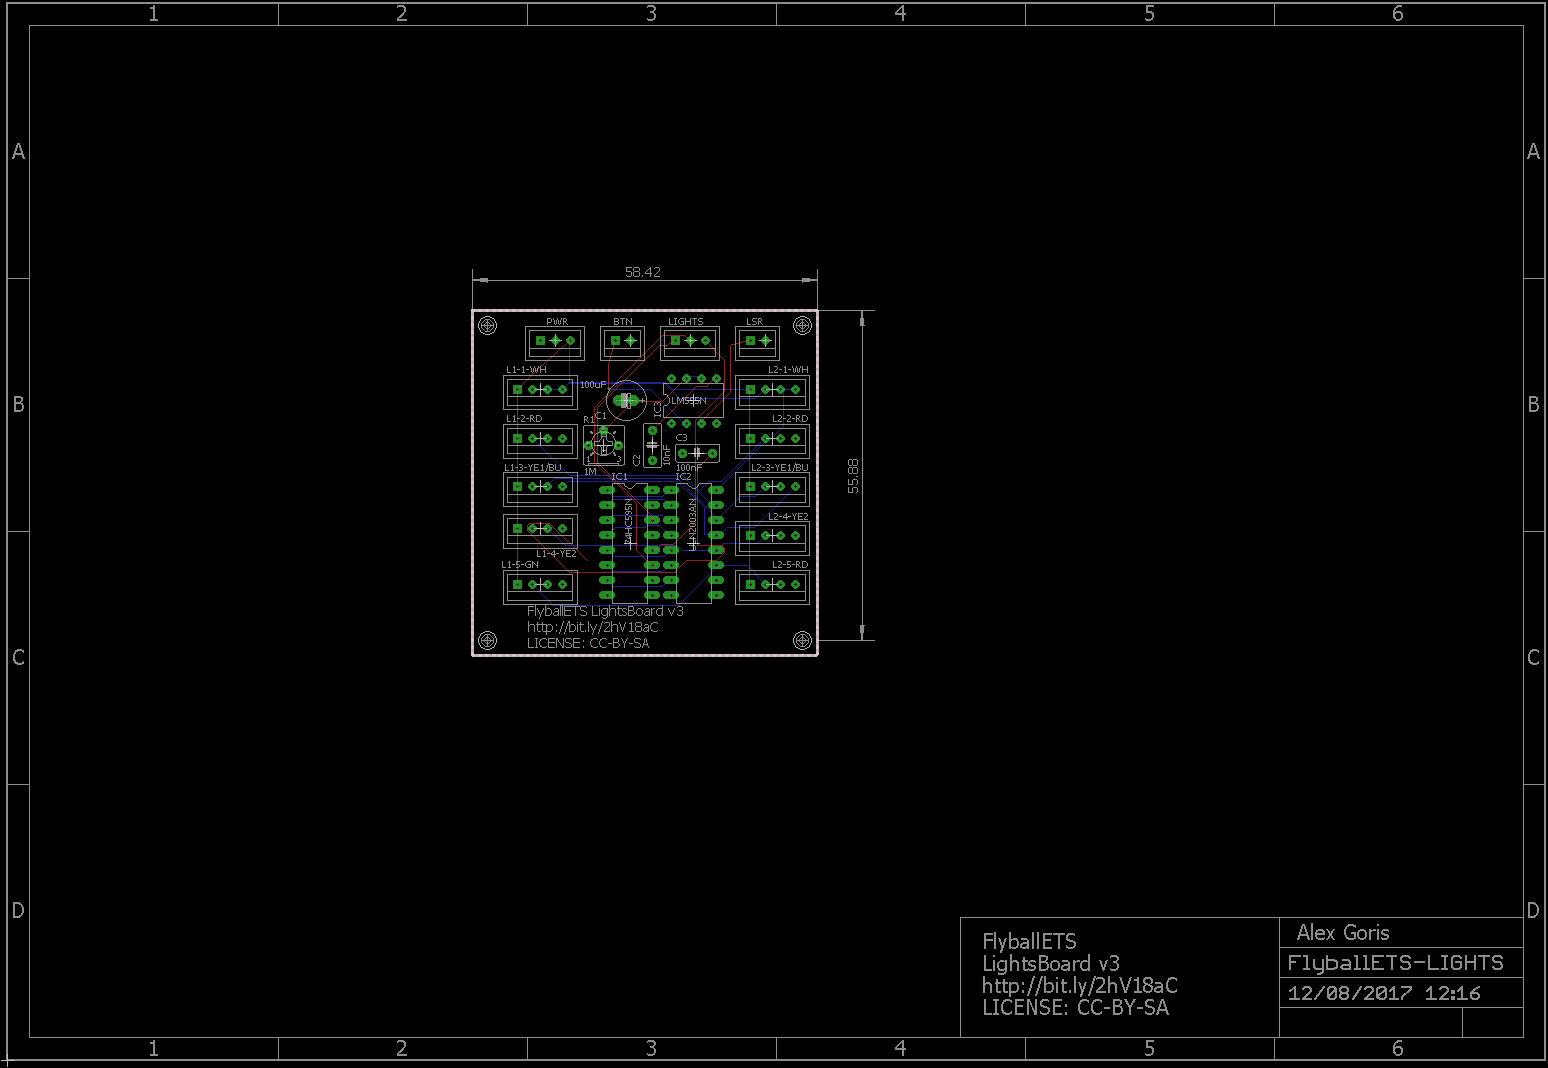 1 2 3 4 5 6
A A
58.42
PWR BTN LIGHTS LSR
L1-1-WH L2-1-WH
100uF
B B
LM555N
IC3
L1-2-RD R1 C1 L2-2-RD
C3
C2 10nF
1 3
L1-3-YE1/BU 1M 100nF L2-3-YE1/BU
IC1 IC2
55.88
74HC595N ULN2003AN
L2-4-YE2
L1-4-YE2
L1-5-GN L2-5-RD
FlyballETS LightsBoard v3
http://bit.ly/2hV18aC
LICENSE: CC-BY-SA
C C
D D
FlyballETS
LightsBoard v3
http://bit.ly/2hV18aC
LICENSE: CC-BY-SA
Alex Goris
FlyballETS-LIGHTS
12/08/2017 12:16
1 2 3 4 5 6